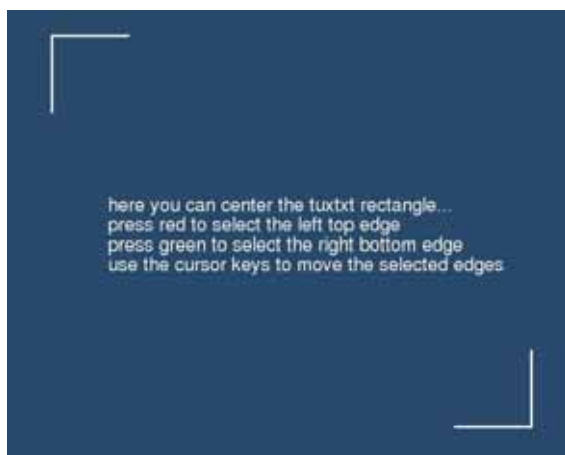 here you can center the tuxtxt rectangle...
press red to select the left top edge
press green to select the right bottom edge
use the cursor keys to move the selected edges